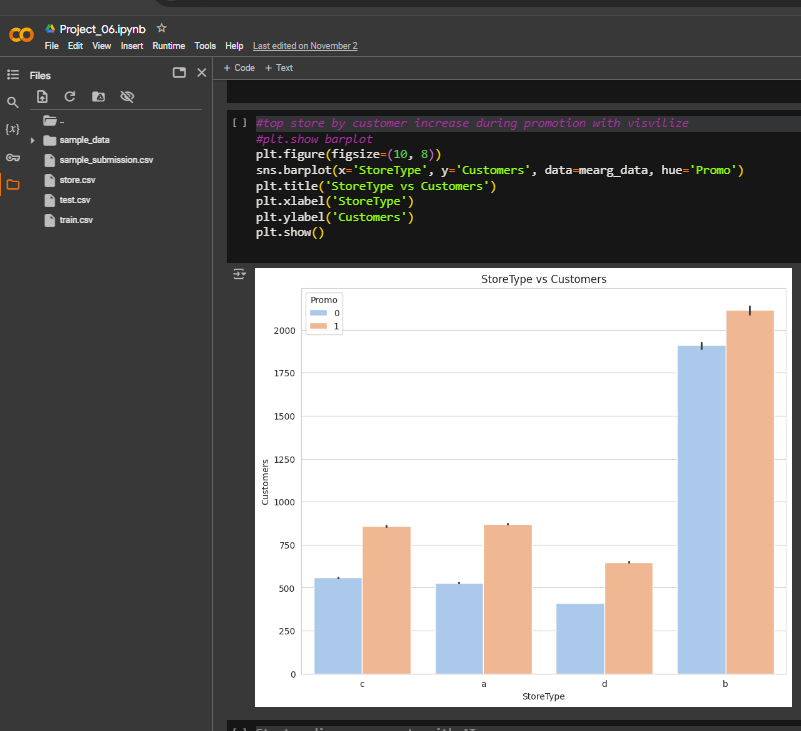 Project_06.ipynb
File Edit View Insert Runtime Tools Help Last edited on November 2
Files
+ Code + Text
..
sample_data
sample_submission.csv
store.csv
test.csv
train.csv
{x}
[ ]
#top store by customer increase during promotion with visvilize
#plt.show barplot
plt.figure(figsize=(10, 8))
sns.barplot(x='StoreType', y='Customers', data=mearg_data, hue='Promo')
plt.title('StoreType vs Customers')
plt.xlabel('StoreType')
plt.ylabel('Customers')
plt.show()
StoreType vs Customers
Promo
0
1
2000
1750
1500
1250
1000
750
500
250
0
Customers
c a d b
StoreType